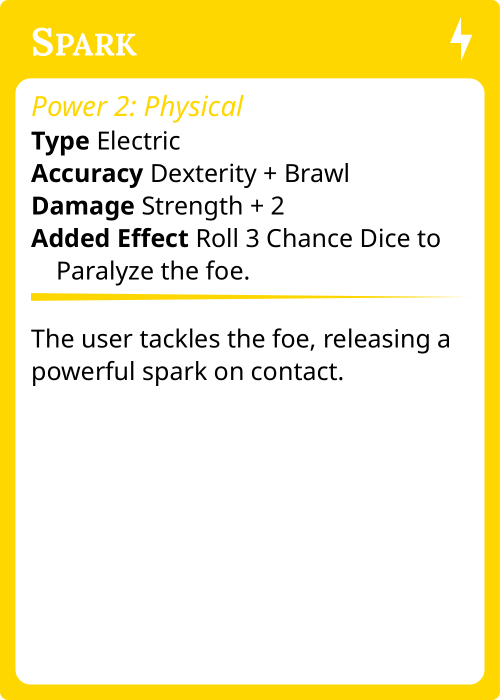 SPARK
Power 2: Physical
Type Electric
Accuracy Dexterity + Brawl
Damage Strength + 2
Added Effect Roll 3 Chance Dice to
Paralyze the foe.
The user tackles the foe, releasing a
powerful spark on contact.